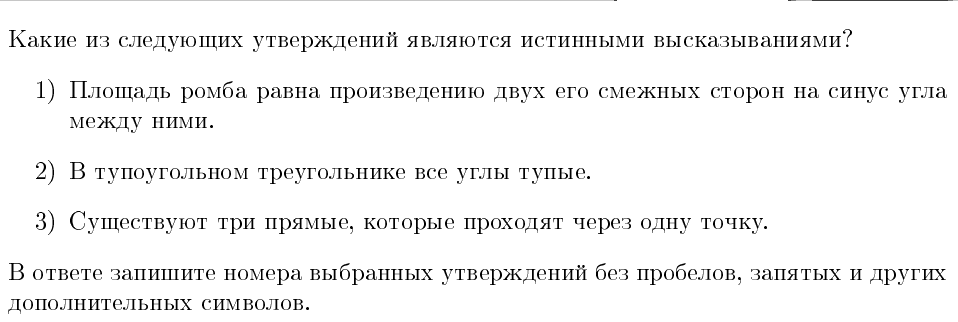 Какие из следующих утверждений являются истинными высказываниями?
1) Площадь ромба равна произведению двух его смежных сторон на синус угла
между ними.
2) В тупоугольном треугольнике все углы тупые.
3) Существуют три прямые, которые проходят через одну точку.
В ответе запишите номера выбранных утверждений без пробелов, запятых и других
дополнительных символов.